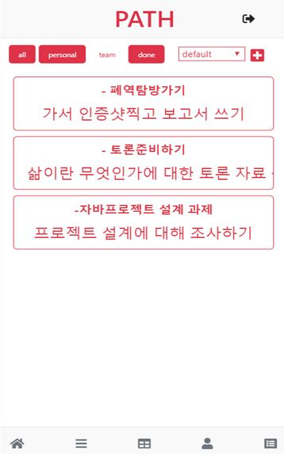 PATH
all personal team done default
- 폐역탐방가기
가서 인증샷찍고 보고서 쓰기
- 토론준비하기
삶이란 무엇인가에 대한 토론 자료
-자바프로젝트 설계 과제
프로젝트 설계에 대해 조사하기